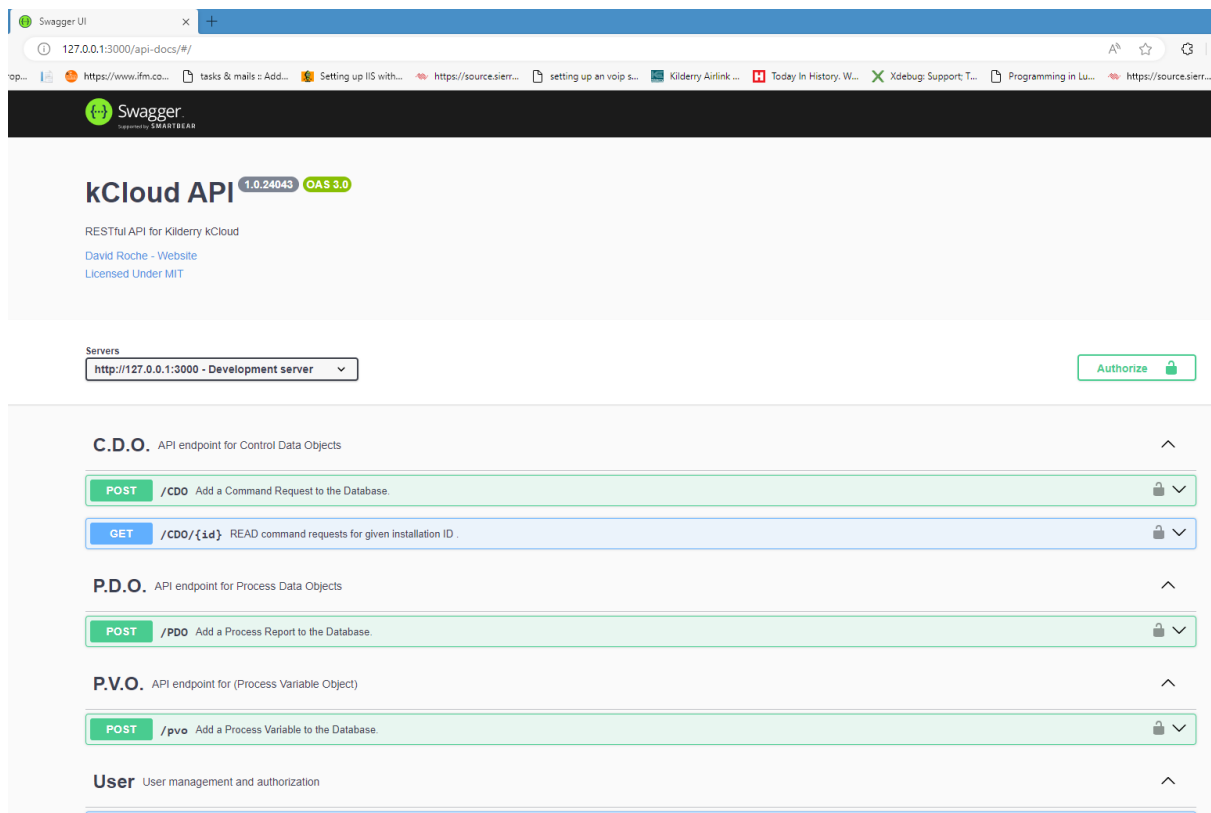 Swagger UI
127.0.0.1:3000/api-docs/#/
rop... https://www.ifm.co... tasks & mails :: Add... Setting up IIS with... https://source.sierr... setting up an voip s... Kilderry Airlink ... Today In History. W... Xdebug: Support; T... Programming in Lu... https://source.sierr...
Swagger.
Supported by SMARTBEAR
kCloud API 1.0.24043 OAS 3.0
RESTful API for Kilderry kCloud
David Roche - Website
Licensed Under MIT
Servers
http://127.0.0.1:3000 - Development server
Authorize
C.D.O. API endpoint for Control Data Objects
POST /CDO Add a Command Request to the Database.
GET /CDO/{id} READ command requests for given installation ID .
P.D.O. API endpoint for Process Data Objects
POST /PDO Add a Process Report to the Database.
P.V.O. API endpoint for (Process Variable Object)
POST /pvo Add a Process Variable to the Database.
User User management and authorization